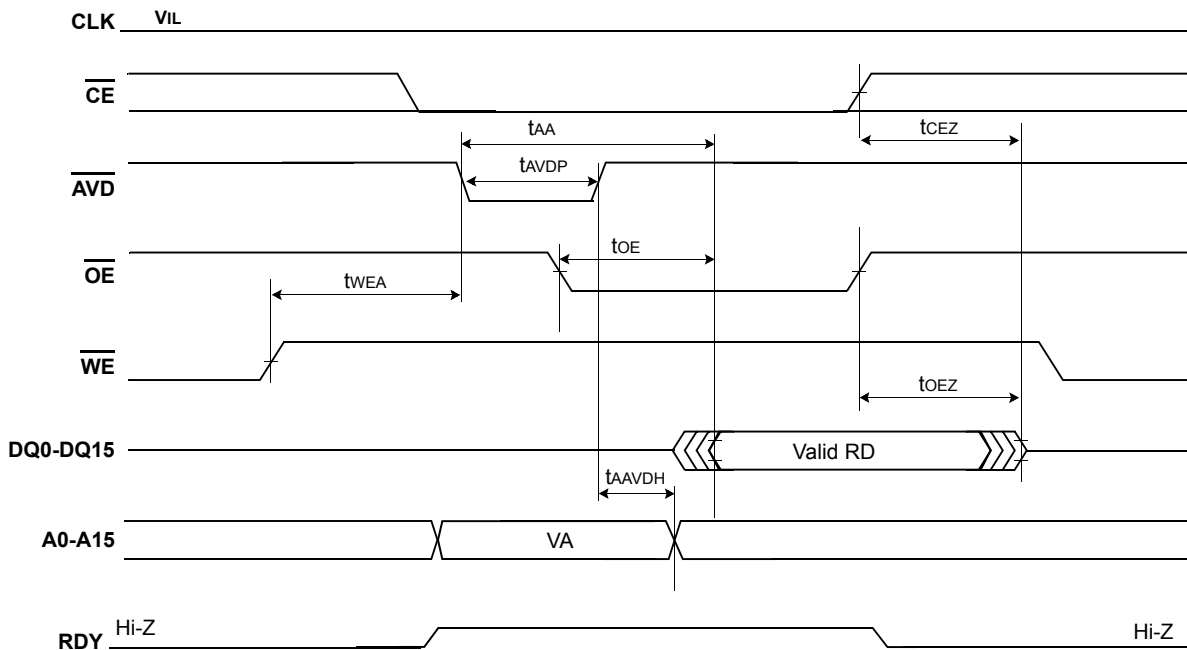 CLK VIL
CE
tAA
tCEZ
AVD
tAVDP
OE
tOE
tWEA
WE
tOEZ
DQ0-DQ15
Valid RD
tAAVDH
A0-A15
VA
RDY Hi-Z
Hi-Z